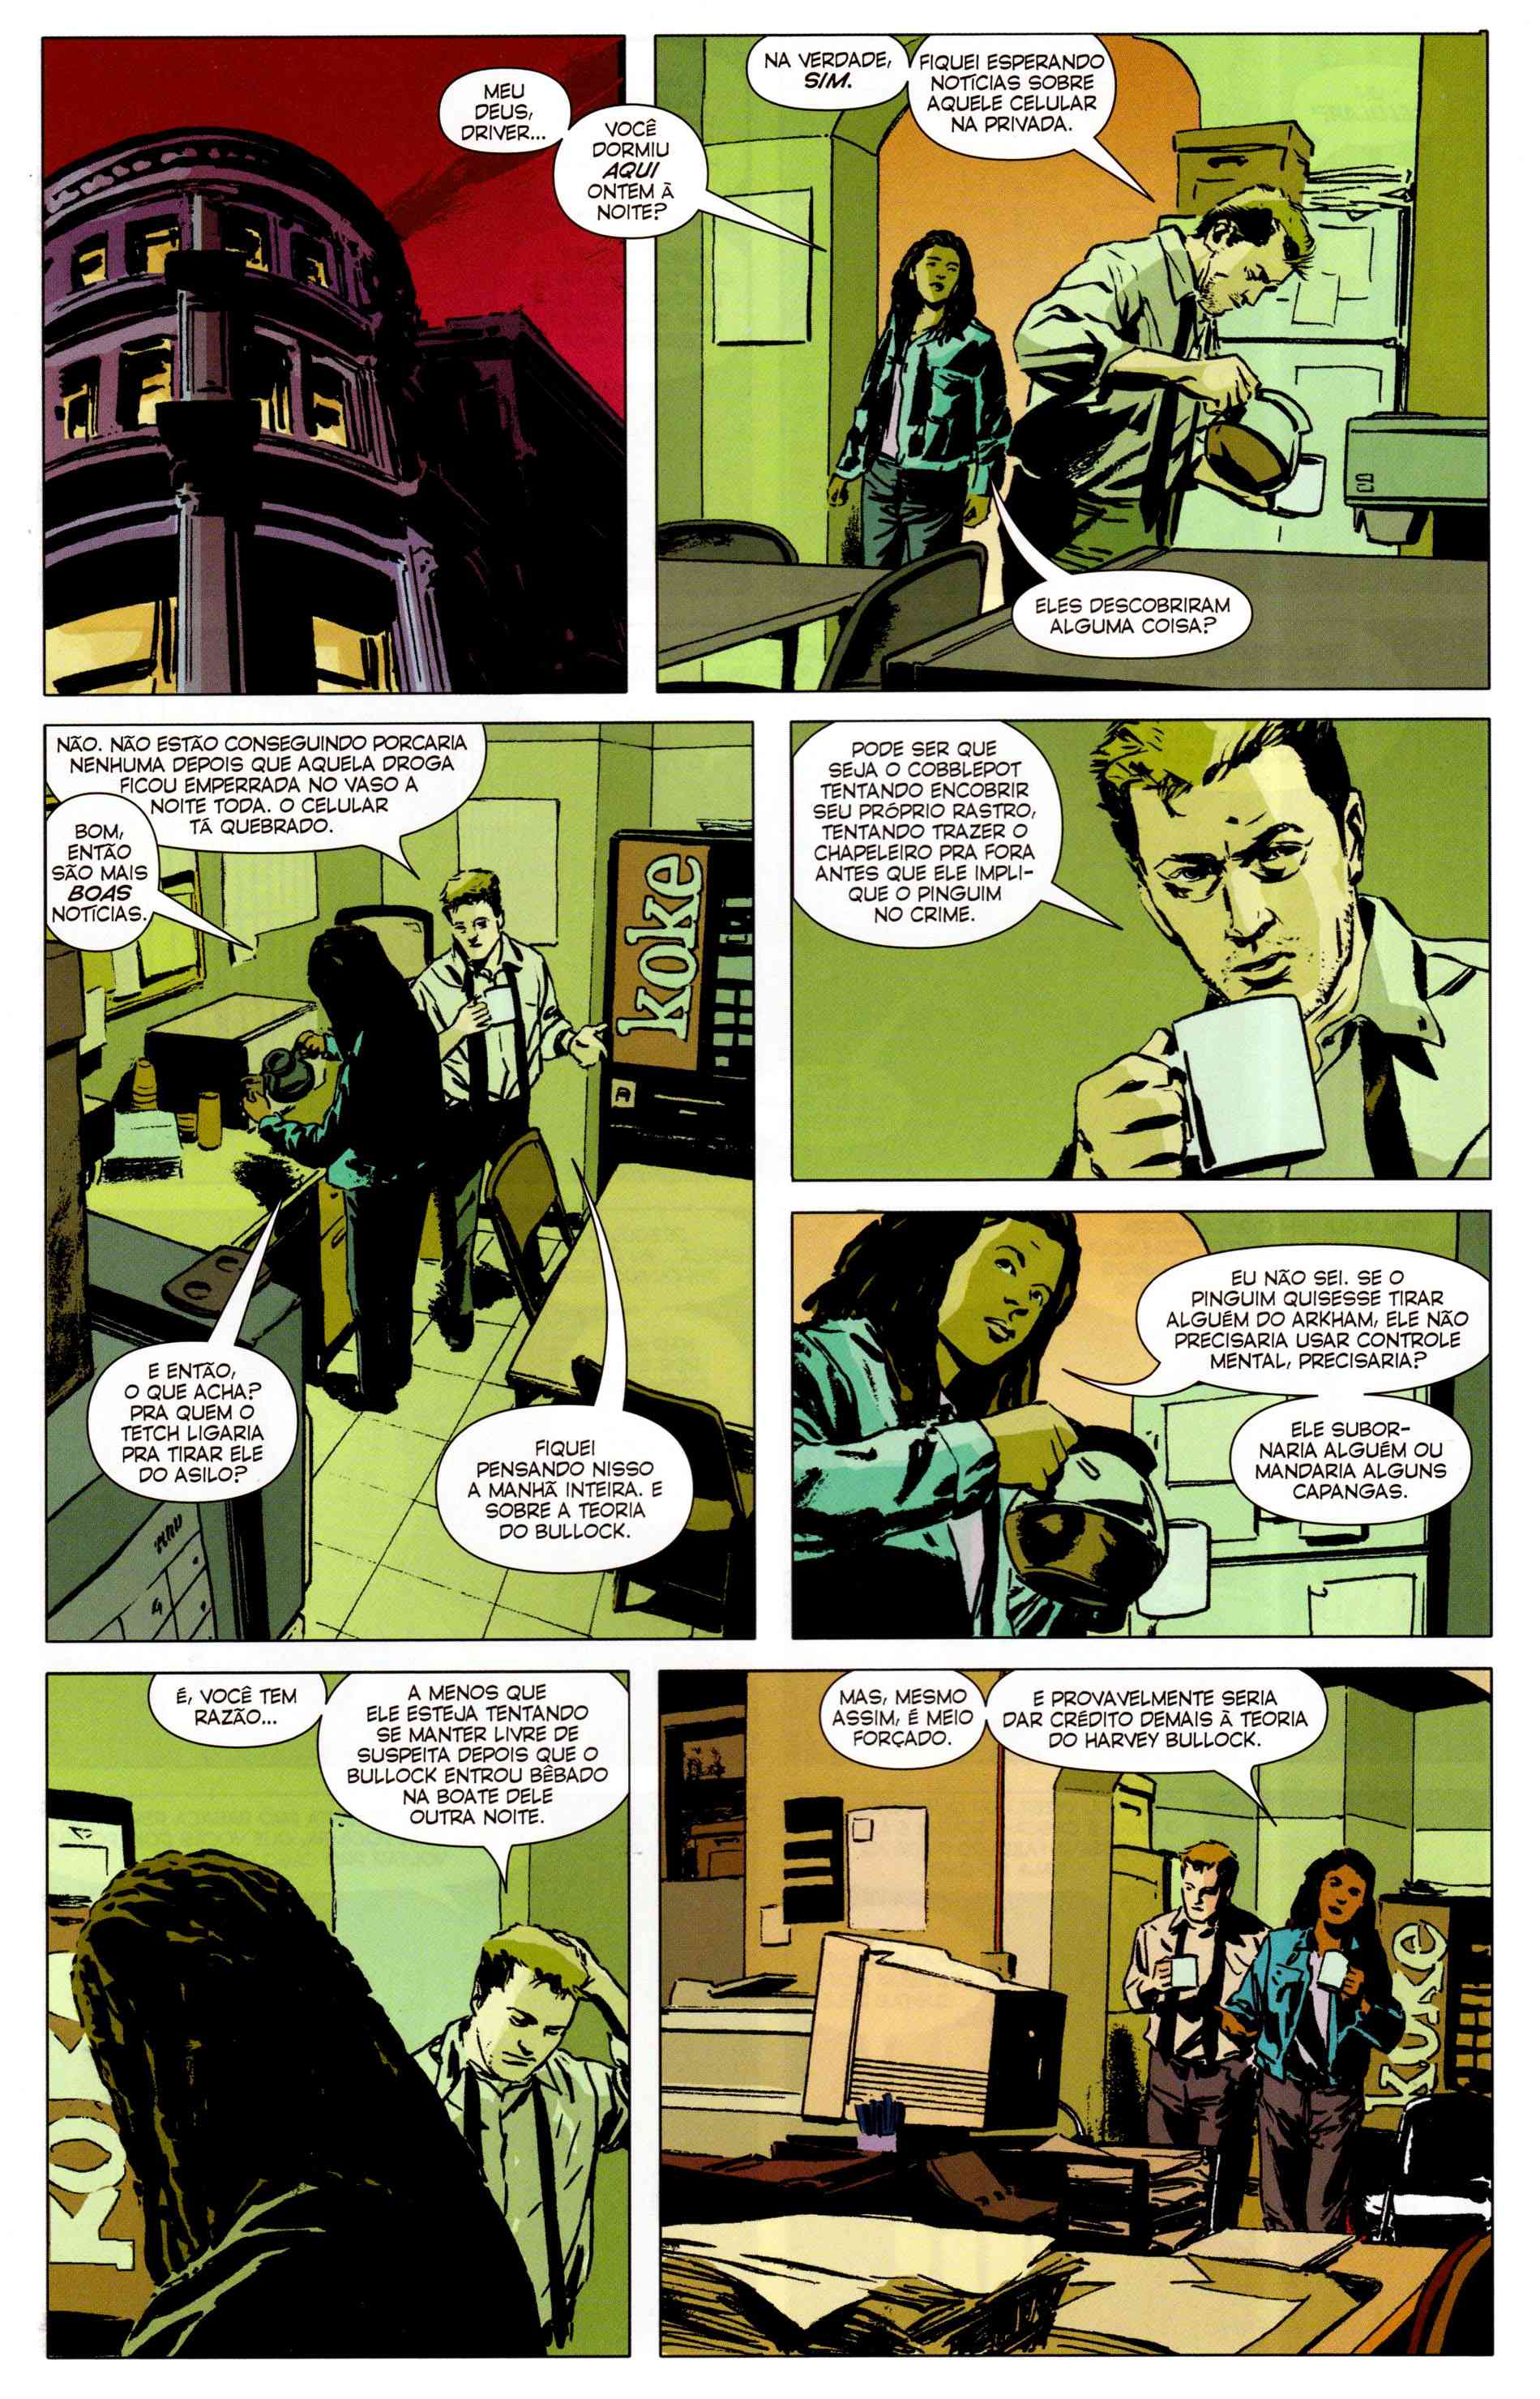 MEU
DEUS,
DRIVER...
VOCÊ
DORMIU
AQUI
ONTEM À
NOITE?
NA VERDADE,
SIM.
FIQUEI ESPERANDO
NOTÍCIAS SOBRE
AQUELE CELULAR
NA PRIVADA.
ELES DESCOBRIRAM
ALGUMA COISA?
NÃO. NÃO ESTÃO CONSEGUINDO PORCARIA
NENHUMA DEPOIS QUE AQUELA DROGA
FICOU EMPERRADA NO VASO A
NOITE TODA. O CELULAR
TÁ QUEBRADO.
BOM,
ENTÃO
SÃO MAIS
BOAS
NOTÍCIAS.
koke
E ENTÃO,
O QUE ACHA?
PRA QUEM O
TETCH LIGARIA
PRA TIRAR ELE
DO ASILO?
FIQUEI
PENSANDO NISSO
A MANHÃ INTEIRA. E
SOBRE A TEORIA
DO BULLOCK.
PODE SER QUE
SEJA O COBBLEPOT
TENTANDO ENCOBRIR
SEU PRÓPRIO RASTRO,
TENTANDO TRAZER O
CHAPELEIRO PRA FORA
ANTES QUE ELE IMPLI-
QUE O PINGUIM
NO CRIME.
EU NÃO SEI. SE O
PINGUIM QUISESSE TIRAR
ALGUÉM DO ARKHAM, ELE NÃO
PRECISARIA USAR CONTROLE
MENTAL, PRECISARIA?
ELE SUBOR-
NARIA ALGUÉM OU
MANDARIA ALGUNS
CAPANGAS.
É, VOCÊ TEM
RAZÃO...
A MENOS QUE
ELE ESTEJA TENTANDO
SE MANTER LIVRE DE
SUSPEITA DEPOIS QUE O
BULLOCK ENTROU BÊBADO
NA BOATE DELE
OUTRA NOITE.
MAS, MESMO
ASSIM, É MEIO
FORÇADO.
E PROVAVELMENTE SERIA
DAR CRÉDITO DEMAIS À TEORIA
DO HARVEY BULLOCK.
koke